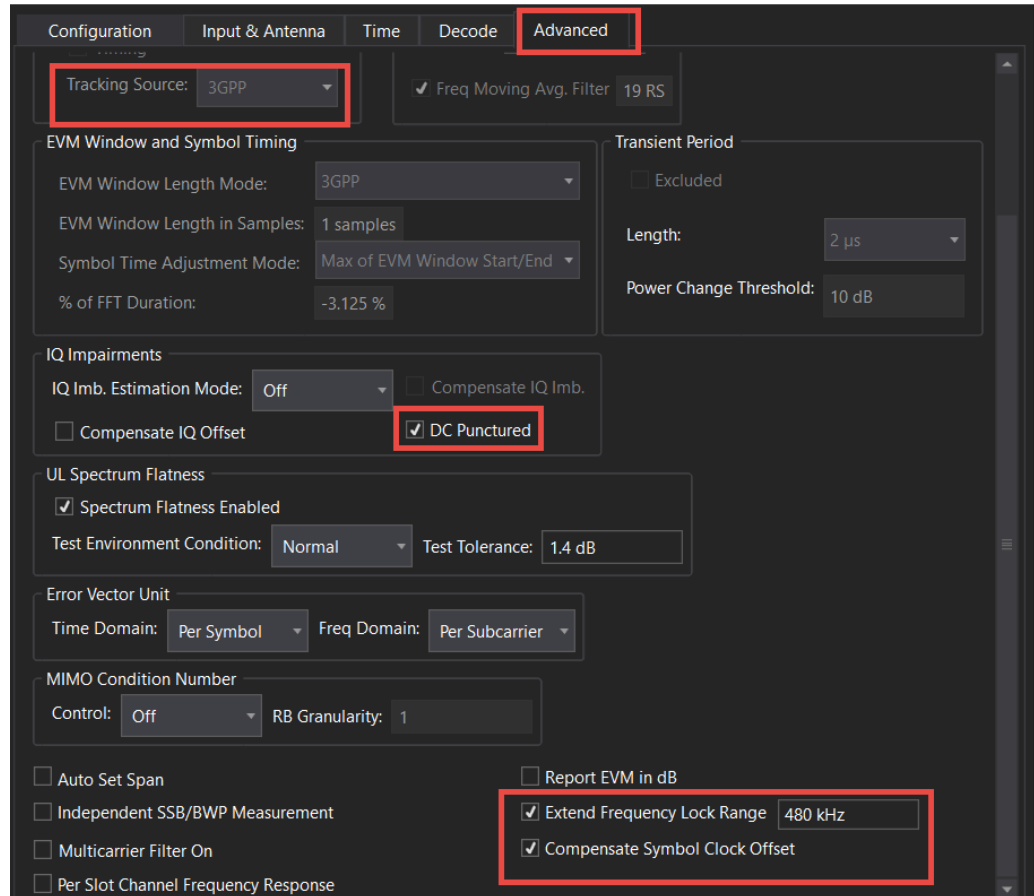 Configuration Input & Antenna Time Decode Advanced
Timing
Tracking Source: 3GPP
Freq Moving Avg. Filter 19 RS
EVM Window and Symbol Timing
EVM Window Length Mode: 3GPP
EVM Window Length in Samples: 1 samples
Symbol Time Adjustment Mode: Max of EVM Window Start/End
% of FFT Duration: -3.125 %
Transient Period
Excluded
Length: 2 µs
Power Change Threshold: 10 dB
IQ Impairments
IQ Imb. Estimation Mode: Off Compensate IQ Imb.
Compensate IQ Offset DC Punctured
UL Spectrum Flatness
Spectrum Flatness Enabled
Test Environment Condition: Normal Test Tolerance: 1.4 dB
Error Vector Unit
Time Domain: Per Symbol Freq Domain: Per Subcarrier
MIMO Condition Number
Control: Off RB Granularity: 1
Auto Set Span
Independent SSB/BWP Measurement
Multicarrier Filter On
Per Slot Channel Frequency Response
Report EVM in dB
Extend Frequency Lock Range 480 kHz
Compensate Symbol Clock Offset